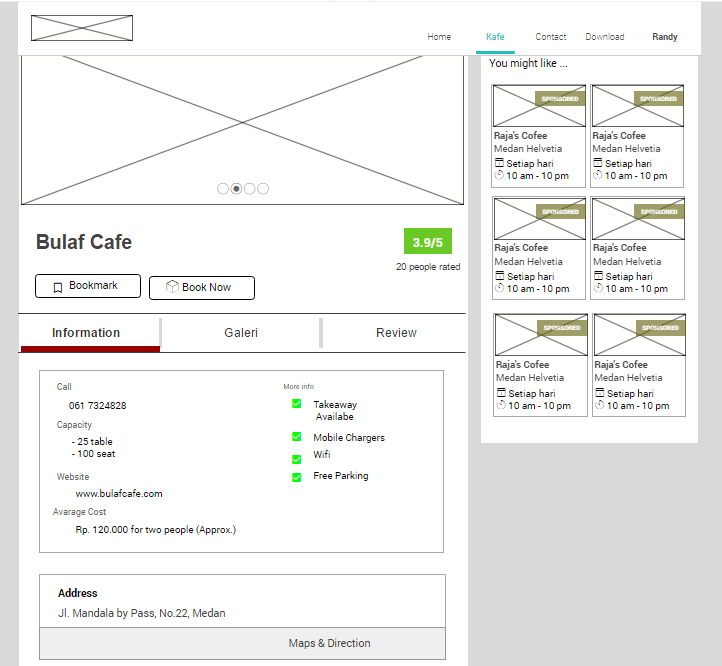 Home
Kafe
Contact
Download
Randy
You might like ...
SPONSORED
SPONSORED
Raja's Cofee
Raja's Cofee
Medan Helvetia
Medan Helvetia
Setiap hari
Setiap hari
10 am - 10 pm
10 am - 10 pm
SPONSORED
SPONSORED
Raja's Cofee
Raja's Cofee
Medan Helvetia
Medan Helvetia
Setiap hari
Setiap hari
10 am - 10 pm
10 am - 10 pm
SPONSORED
SPONSORED
Raja's Cofee
Raja's Cofee
Medan Helvetia
Medan Helvetia
Setiap hari
Setiap hari
10 am - 10 pm
10 am - 10 pm
Bulaf Cafe
3.9/5
20 people rated
Bookmark
Book Now
Information
Galeri
Review
Call
061 7324828
Capacity
- 25 table
- 100 seat
Website
www.bulafcafe.com
Avarage Cost
Rp. 120.000 for two people (Approx.)
More info
Takeaway
Availabe
Mobile Chargers
Wifi
Free Parking
Address
Jl. Mandala by Pass, No.22, Medan
Maps & Direction